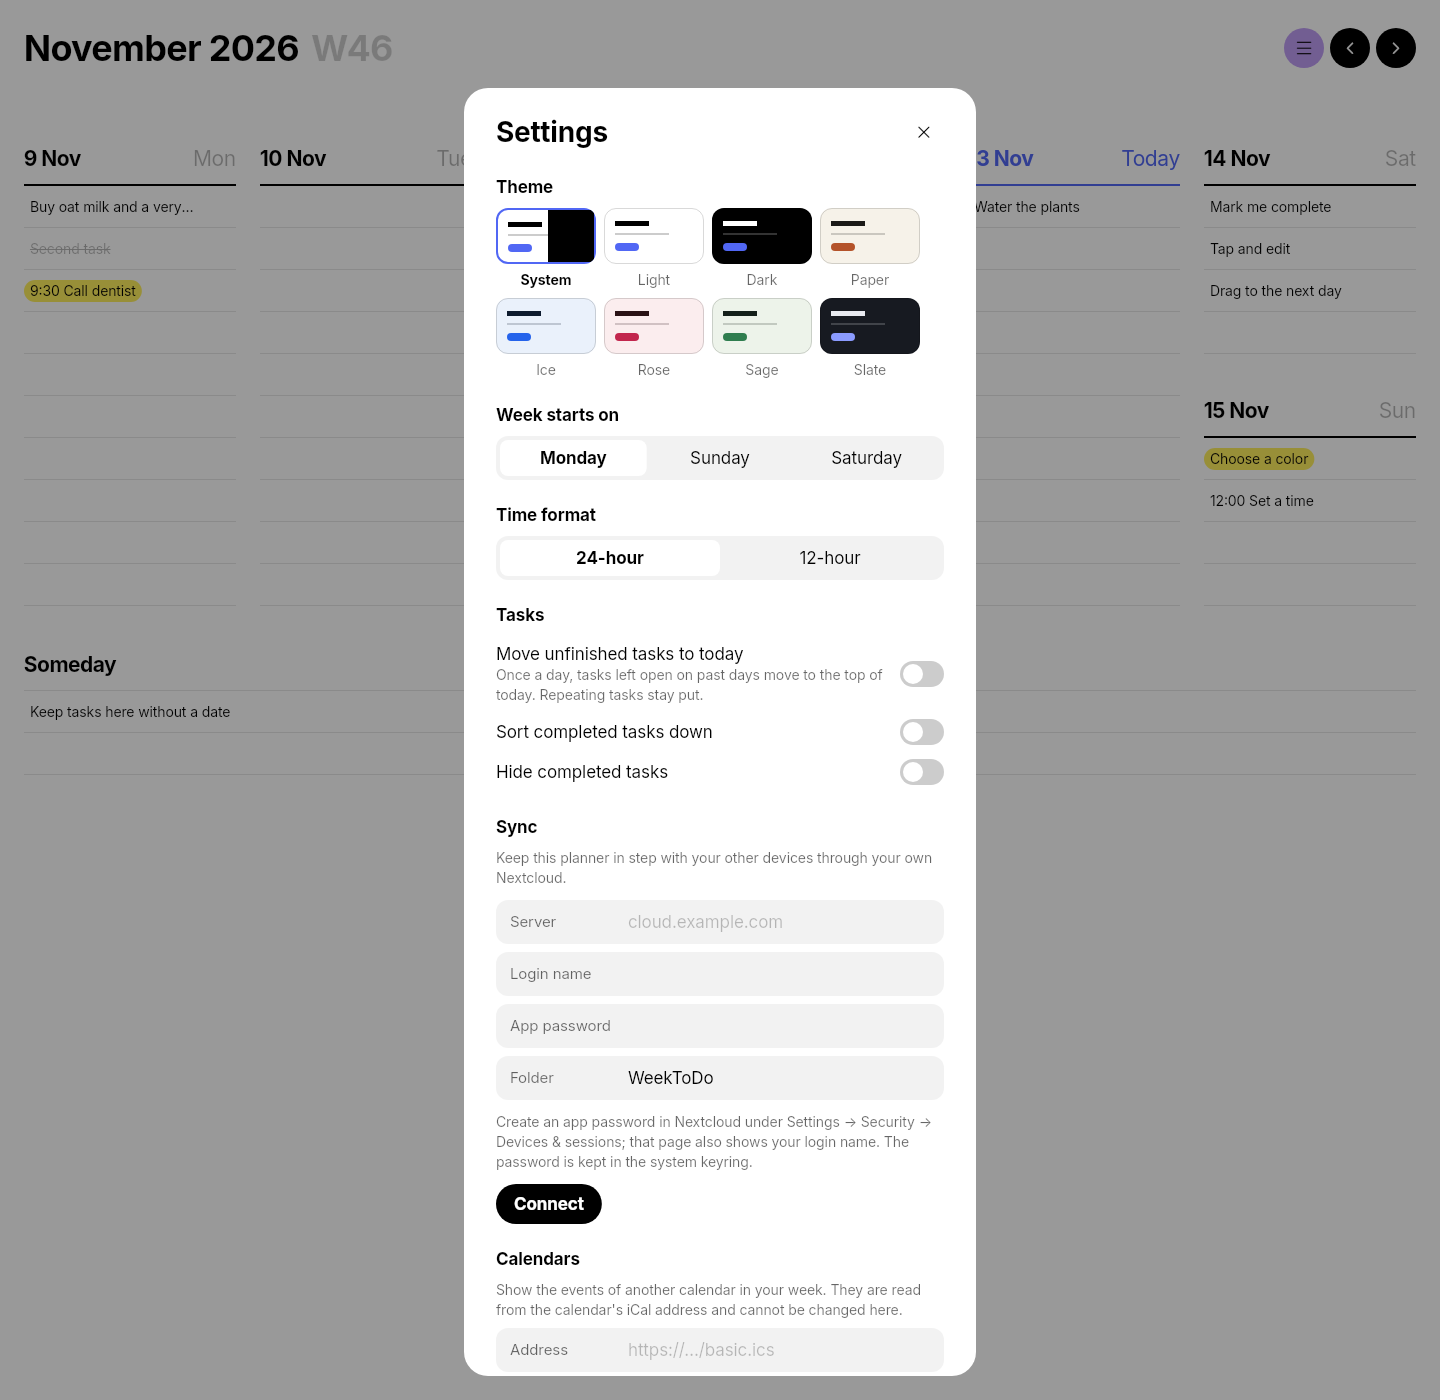 November 2026 W46
9 Nov Mon
Buy oat milk and a very...
Second task
9:30 Call dentist
10 Nov Tue
3 Nov Today
Water the plants
14 Nov Sat
Mark me complete
Tap and edit
Drag to the next day
15 Nov Sun
Choose a color
12:00 Set a time
Someday
Keep tasks here without a date
Settings
Theme
System Light Dark Paper
Ice Rose Sage Slate
Week starts on
Monday Sunday Saturday
Time format
24-hour 12-hour
Tasks
Move unfinished tasks to today
Once a day, tasks left open on past days move to the top of
today. Repeating tasks stay put.
Sort completed tasks down
Hide completed tasks
Sync
Keep this planner in step with your other devices through your own
Nextcloud.
Server cloud.example.com
Login name
App password
Folder WeekToDo
Create an app password in Nextcloud under Settings → Security →
Devices & sessions; that page also shows your login name. The
password is kept in the system keyring.
Connect
Calendars
Show the events of another calendar in your week. They are read
from the calendar's iCal address and cannot be changed here.
Address https://.../basic.ics